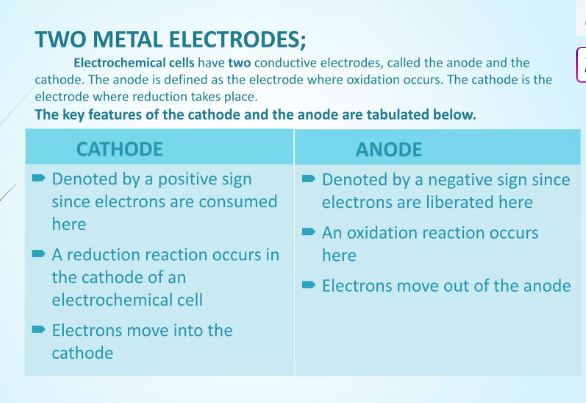 TWO METAL ELECTRODES;
Electrochemical cells have two conductive electrodes, called the anode and the
cathode. The anode is defined as the electrode where oxidation occurs. The cathode is the
electrode where reduction takes place.
The key features of the cathode and the anode are tabulated below.
CATHODE
Denoted by a positive sign
since electrons are consumed
here
A reduction reaction occurs in
the cathode of an
electrochemical cell
Electrons move into the
cathode
ANODE
Denoted by a negative sign since
electrons are liberated here
An oxidation reaction occurs
here
Electrons move out of the anode